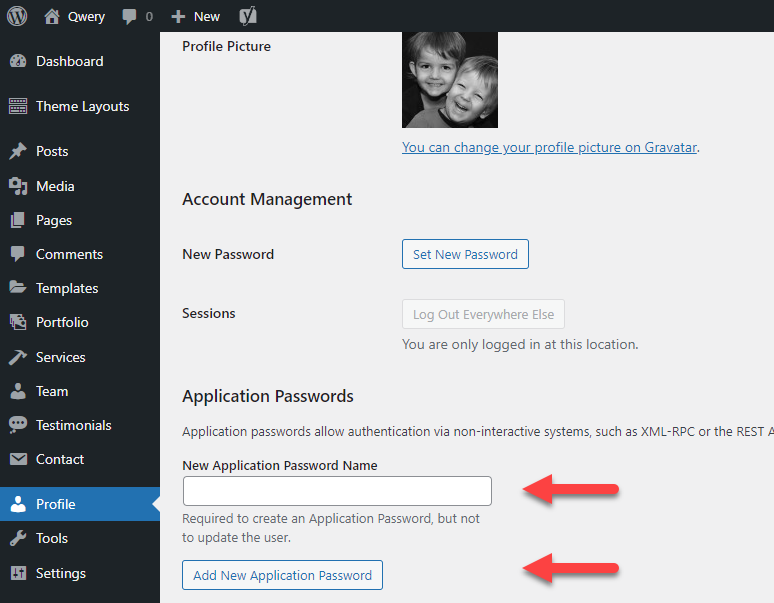 Qwery
0
New
Dashboard
Theme Layouts
Posts
Media
Pages
Comments
Templates
Portfolio
Services
Team
Testimonials
Contact
Profile
Tools
Settings
Profile Picture
You can change your profile picture on Gravatar.
Account Management
New Password
Set New Password
Sessions
Log Out Everywhere Else
You are only logged in at this location.
Application Passwords
Application passwords allow authentication via non-interactive systems, such as XML-RPC or the REST A
New Application Password Name
Required to create an Application Password, but not
to update the user.
Add New Application Password